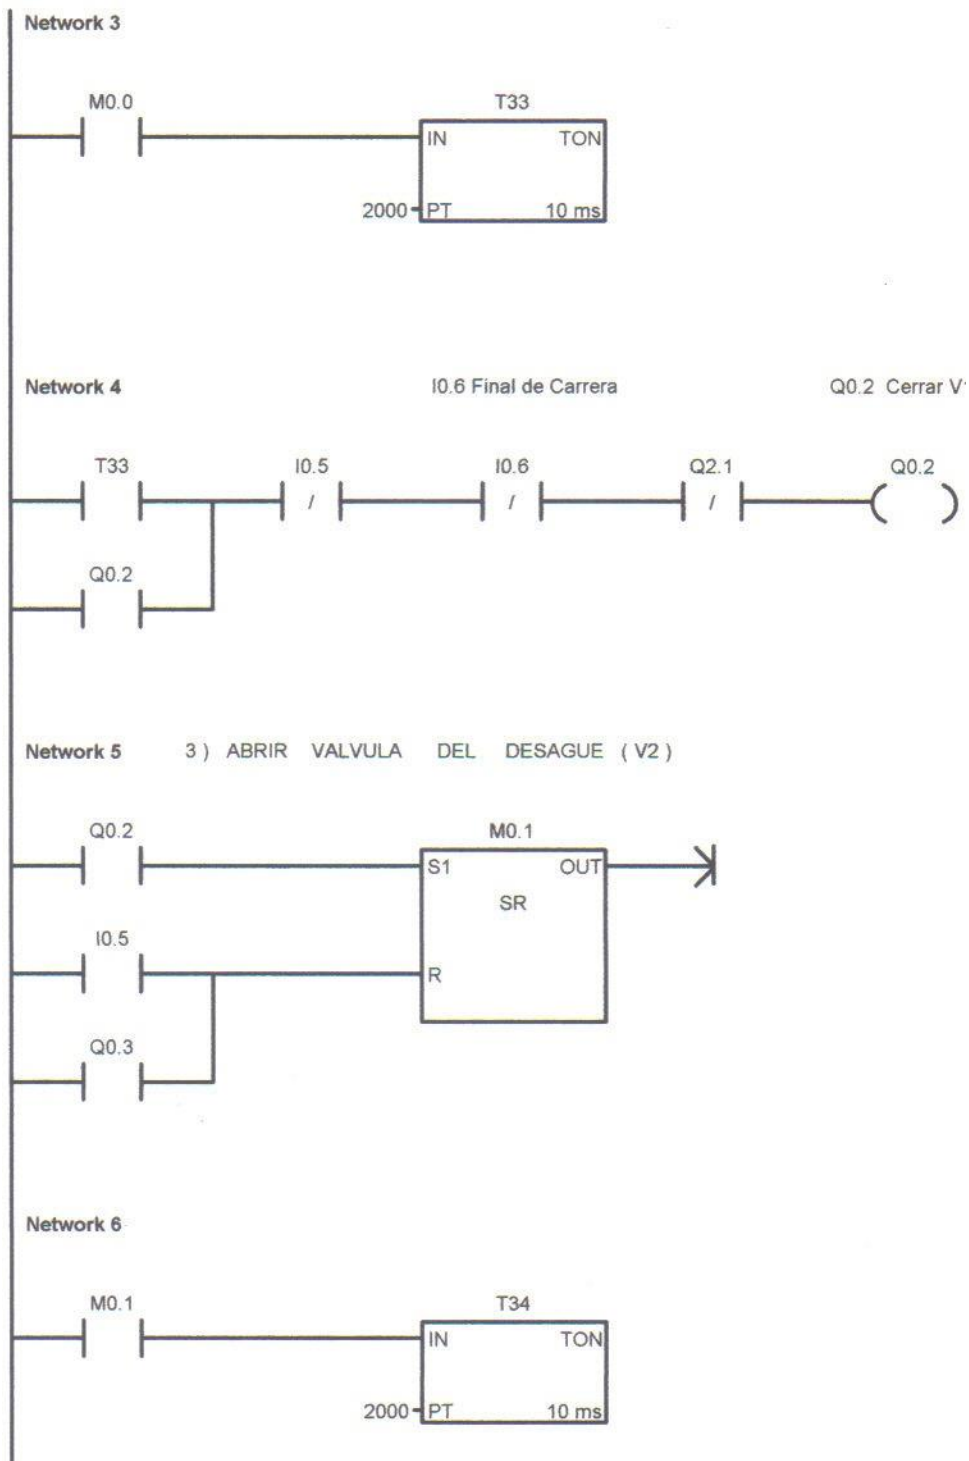 Network 3
M0.0
T33
IN TON
2000 PT 10 ms
Network 4 I0.6 Final de Carrera Q0.2 Cerrar V1
T33 I0.5 I0.6 Q2.1 Q0.2
/ / /
Q0.2
Network 5 3 ) ABRIR VALVULA DEL DESAGUE ( V2 )
Q0.2 M0.1
S1 OUT
SR
I0.5
R
Q0.3
Network 6
M0.1 T34
IN TON
2000 PT 10 ms